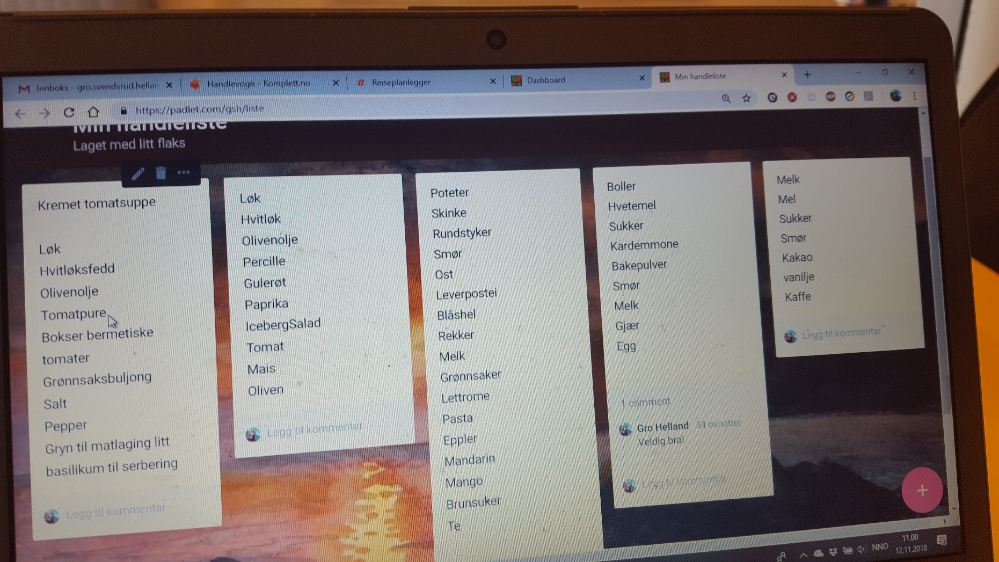 Innboks - gro.svendsrud.hellar
Handlevogn - Komplett.no
Reiseplanlegger
Dashboard
Min handleliste
https://padlet.com/gsh/liste
Min handleliste
Laget med litt flaks
Kremet tomatsuppe
Løk
Hvitløksfedd
Olivenolje
Tomatpure
Bokser bermetiske
tomater
Grønnsaksbuljong
Salt
Pepper
Gryn til matlaging litt
basilikum til serbering
Legg til kommentar
Løk
Hvitløk
Olivenolje
Percille
Gulerøt
Paprika
IcebergSalad
Tomat
Mais
Oliven
Legg til kommentar
Poteter
Skinke
Rundstyker
Smør
Ost
Leverpostei
Blåshel
Rekker
Melk
Grønnsaker
Lettrome
Pasta
Eppler
Mandarin
Mango
Brunsuker
Te
Boller
Hvetemel
Sukker
Kardemmone
Bakepulver
Smør
Melk
Gjær
Egg
1 comment
Gro Helland 34 minutter
Veldig bra!
Legg til kommentar
Melk
Mel
Sukker
Smør
Kakao
vanilje
Kaffe
Legg til kommentar
NNO
11.00
12.11.2018